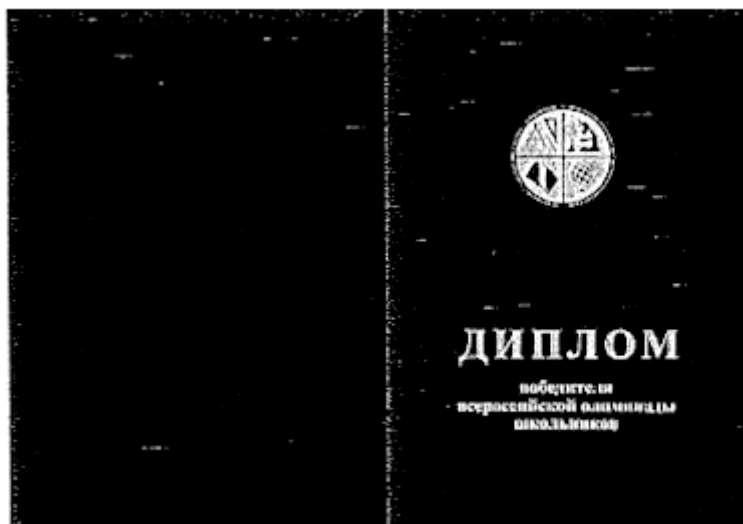 ДИПЛОМ
победителя
всероссийской олимпиады
школьников